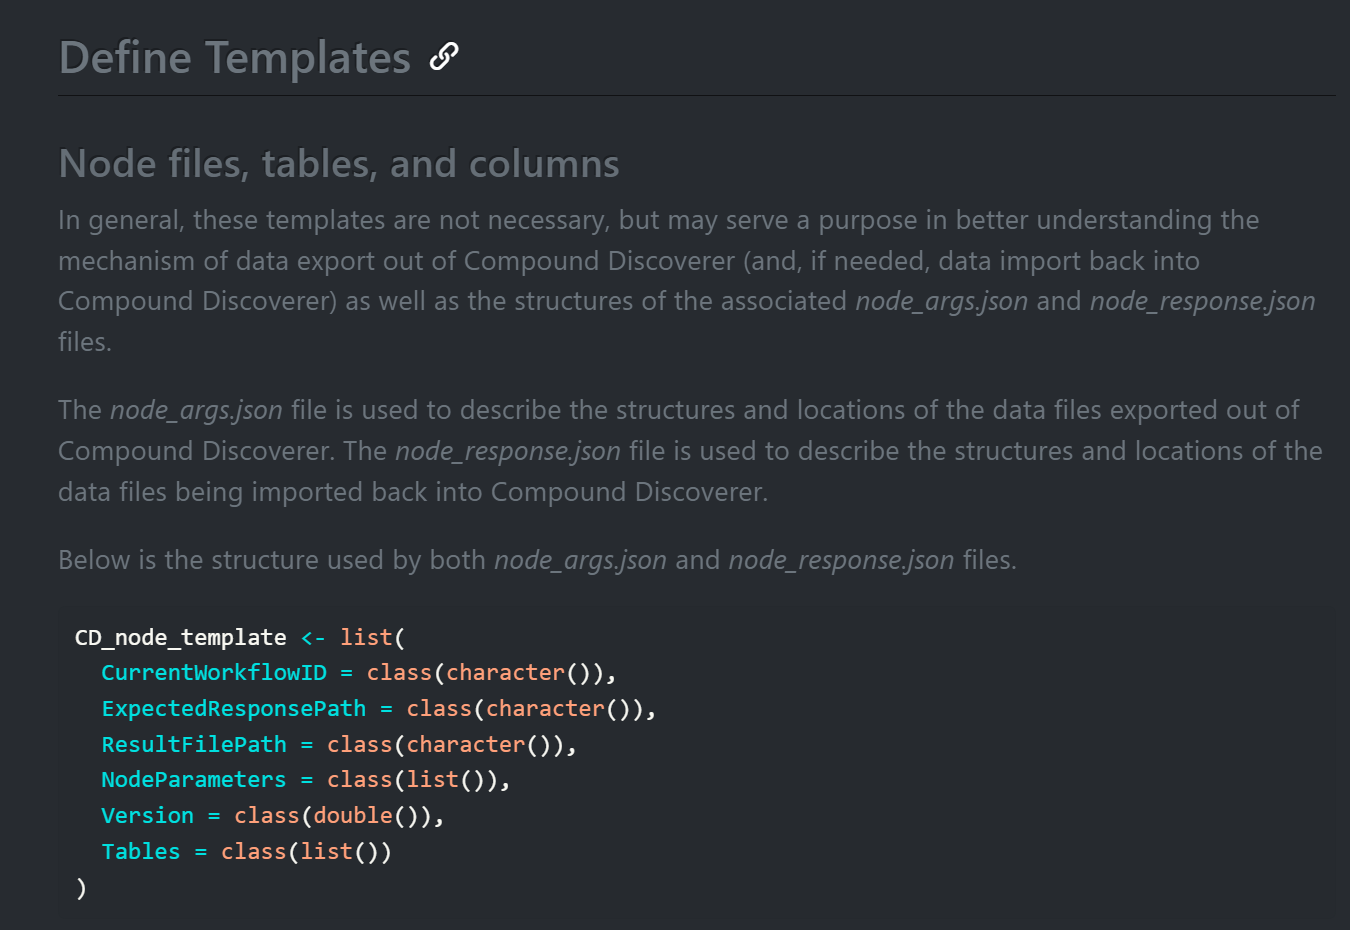 Define Templates
Node files, tables, and columns
In general, these templates are not necessary, but may serve a purpose in better understanding the
mechanism of data export out of Compound Discoverer (and, if needed, data import back into
Compound Discoverer) as well as the structures of the associated node_args.json and node_response.json
files.
The node_args.json file is used to describe the structures and locations of the data files exported out of
Compound Discoverer. The node_response.json file is used to describe the structures and locations of the
data files being imported back into Compound Discoverer.
Below is the structure used by both node_args.json and node_response.json files.
CD_node_template <- list(
  CurrentWorkflowID = class(character()),
  ExpectedResponsePath = class(character()),
  ResultFilePath = class(character()),
  NodeParameters = class(list()),
  Version = class(double()),
  Tables = class(list())
)